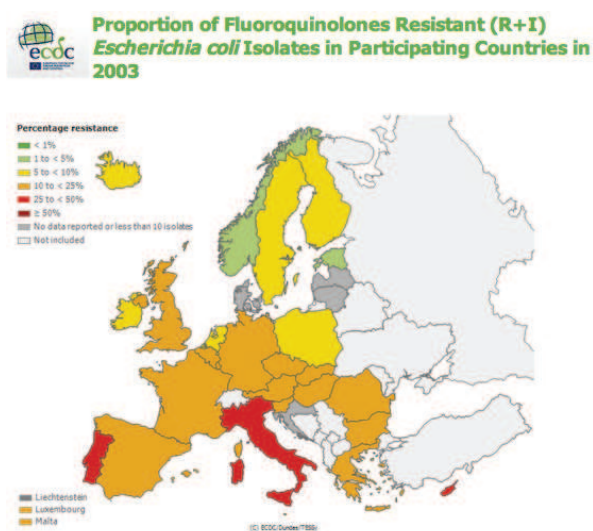 Proportion of Fluoroquinolones Resistant (R+I)
Escherichia coli Isolates in Participating Countries in
2003
ecdc
Percentage resistance
< 1%
1 to < 5%
5 to < 10%
10 to < 25%
25 to < 50%
≥ 50%
No data reported or less than 10 isolates
Not included
Liechtenstein
Luxembourg
Malta
(C) ECDC/Dundas/TESSy